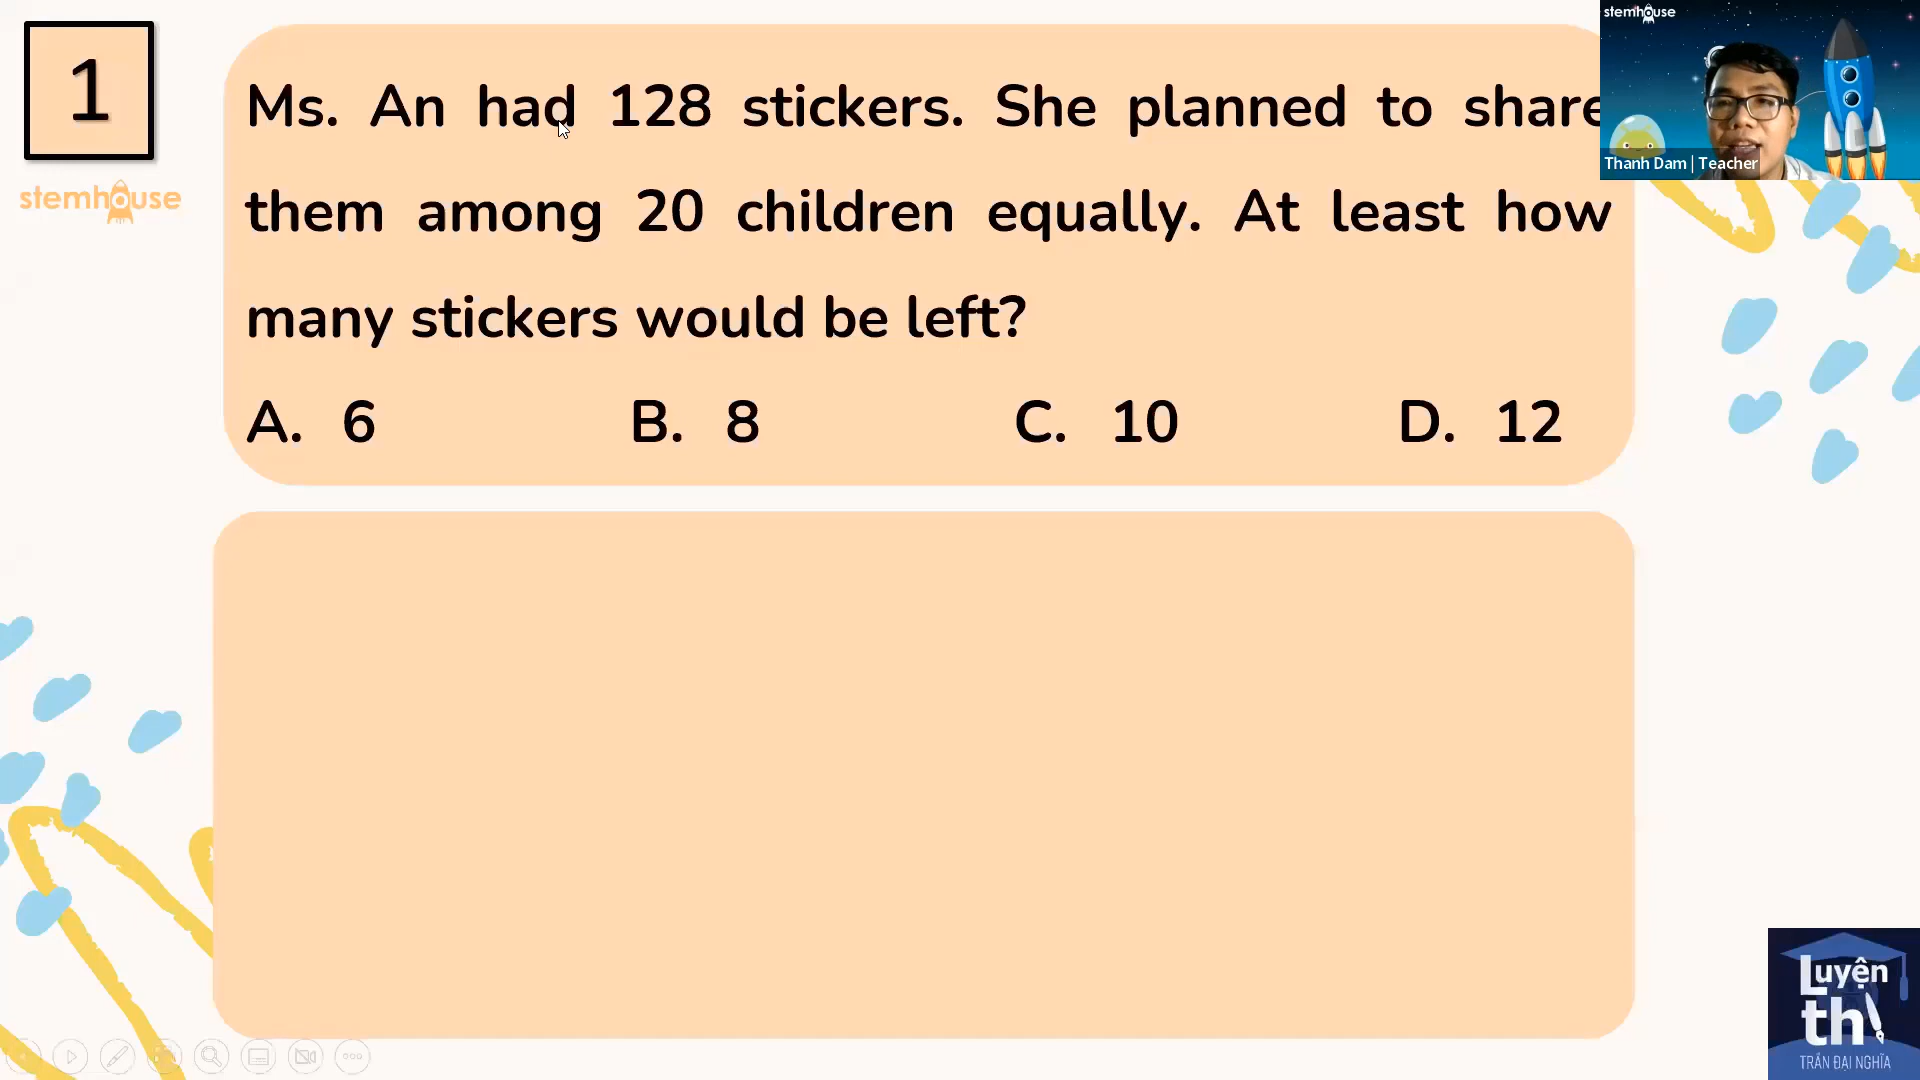 1
stemhouse
Ms. An had 128 stickers. She planned to share
them among 20 children equally. At least how
many stickers would be left?
A. 6 B. 8 C. 10 D. 12
stemhouse
Thanh Dam | Teacher
Luyện
thi
TRẦN ĐẠI NGHĨA